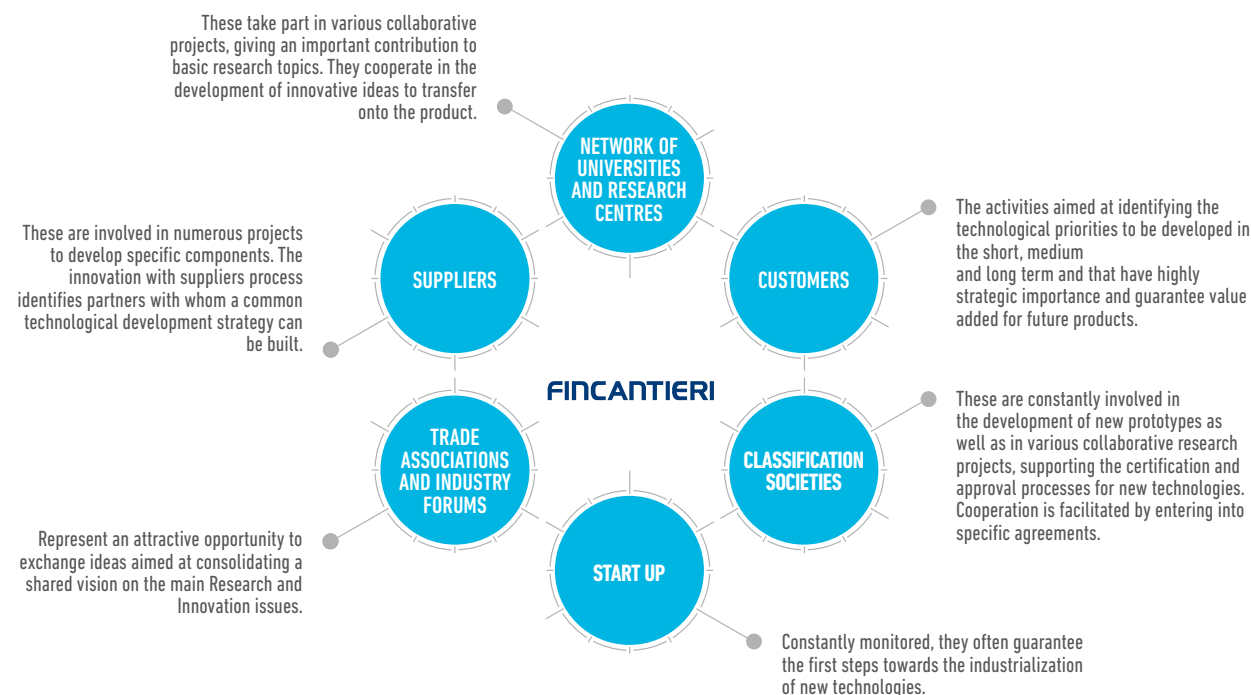 These take part in various collaborative
projects, giving an important contribution to
basic research topics. They cooperate in the
development of innovative ideas to transfer
onto the product.
NETWORK OF
UNIVERSITIES
AND RESEARCH
CENTRES
These are involved in numerous projects
to develop specific components. The
innovation with suppliers process
identifies partners with whom a common
technological development strategy can
be built.
SUPPLIERS
CUSTOMERS
The activities aimed at identifying the
technological priorities to be developed in
the short, medium
and long term and that have highly
strategic importance and guarantee value
added for future products.
FINCANTIERI
TRADE
ASSOCIATIONS
AND INDUSTRY
FORUMS
CLASSIFICATION
SOCIETIES
These are constantly involved in
the development of new prototypes as
well as in various collaborative research
projects, supporting the certification and
approval processes for new technologies.
Cooperation is facilitated by entering into
specific agreements.
Represent an attractive opportunity to
exchange ideas aimed at consolidating a
shared vision on the main Research and
Innovation issues.
START UP
Constantly monitored, they often guarantee
the first steps towards the industrialization
of new technologies.